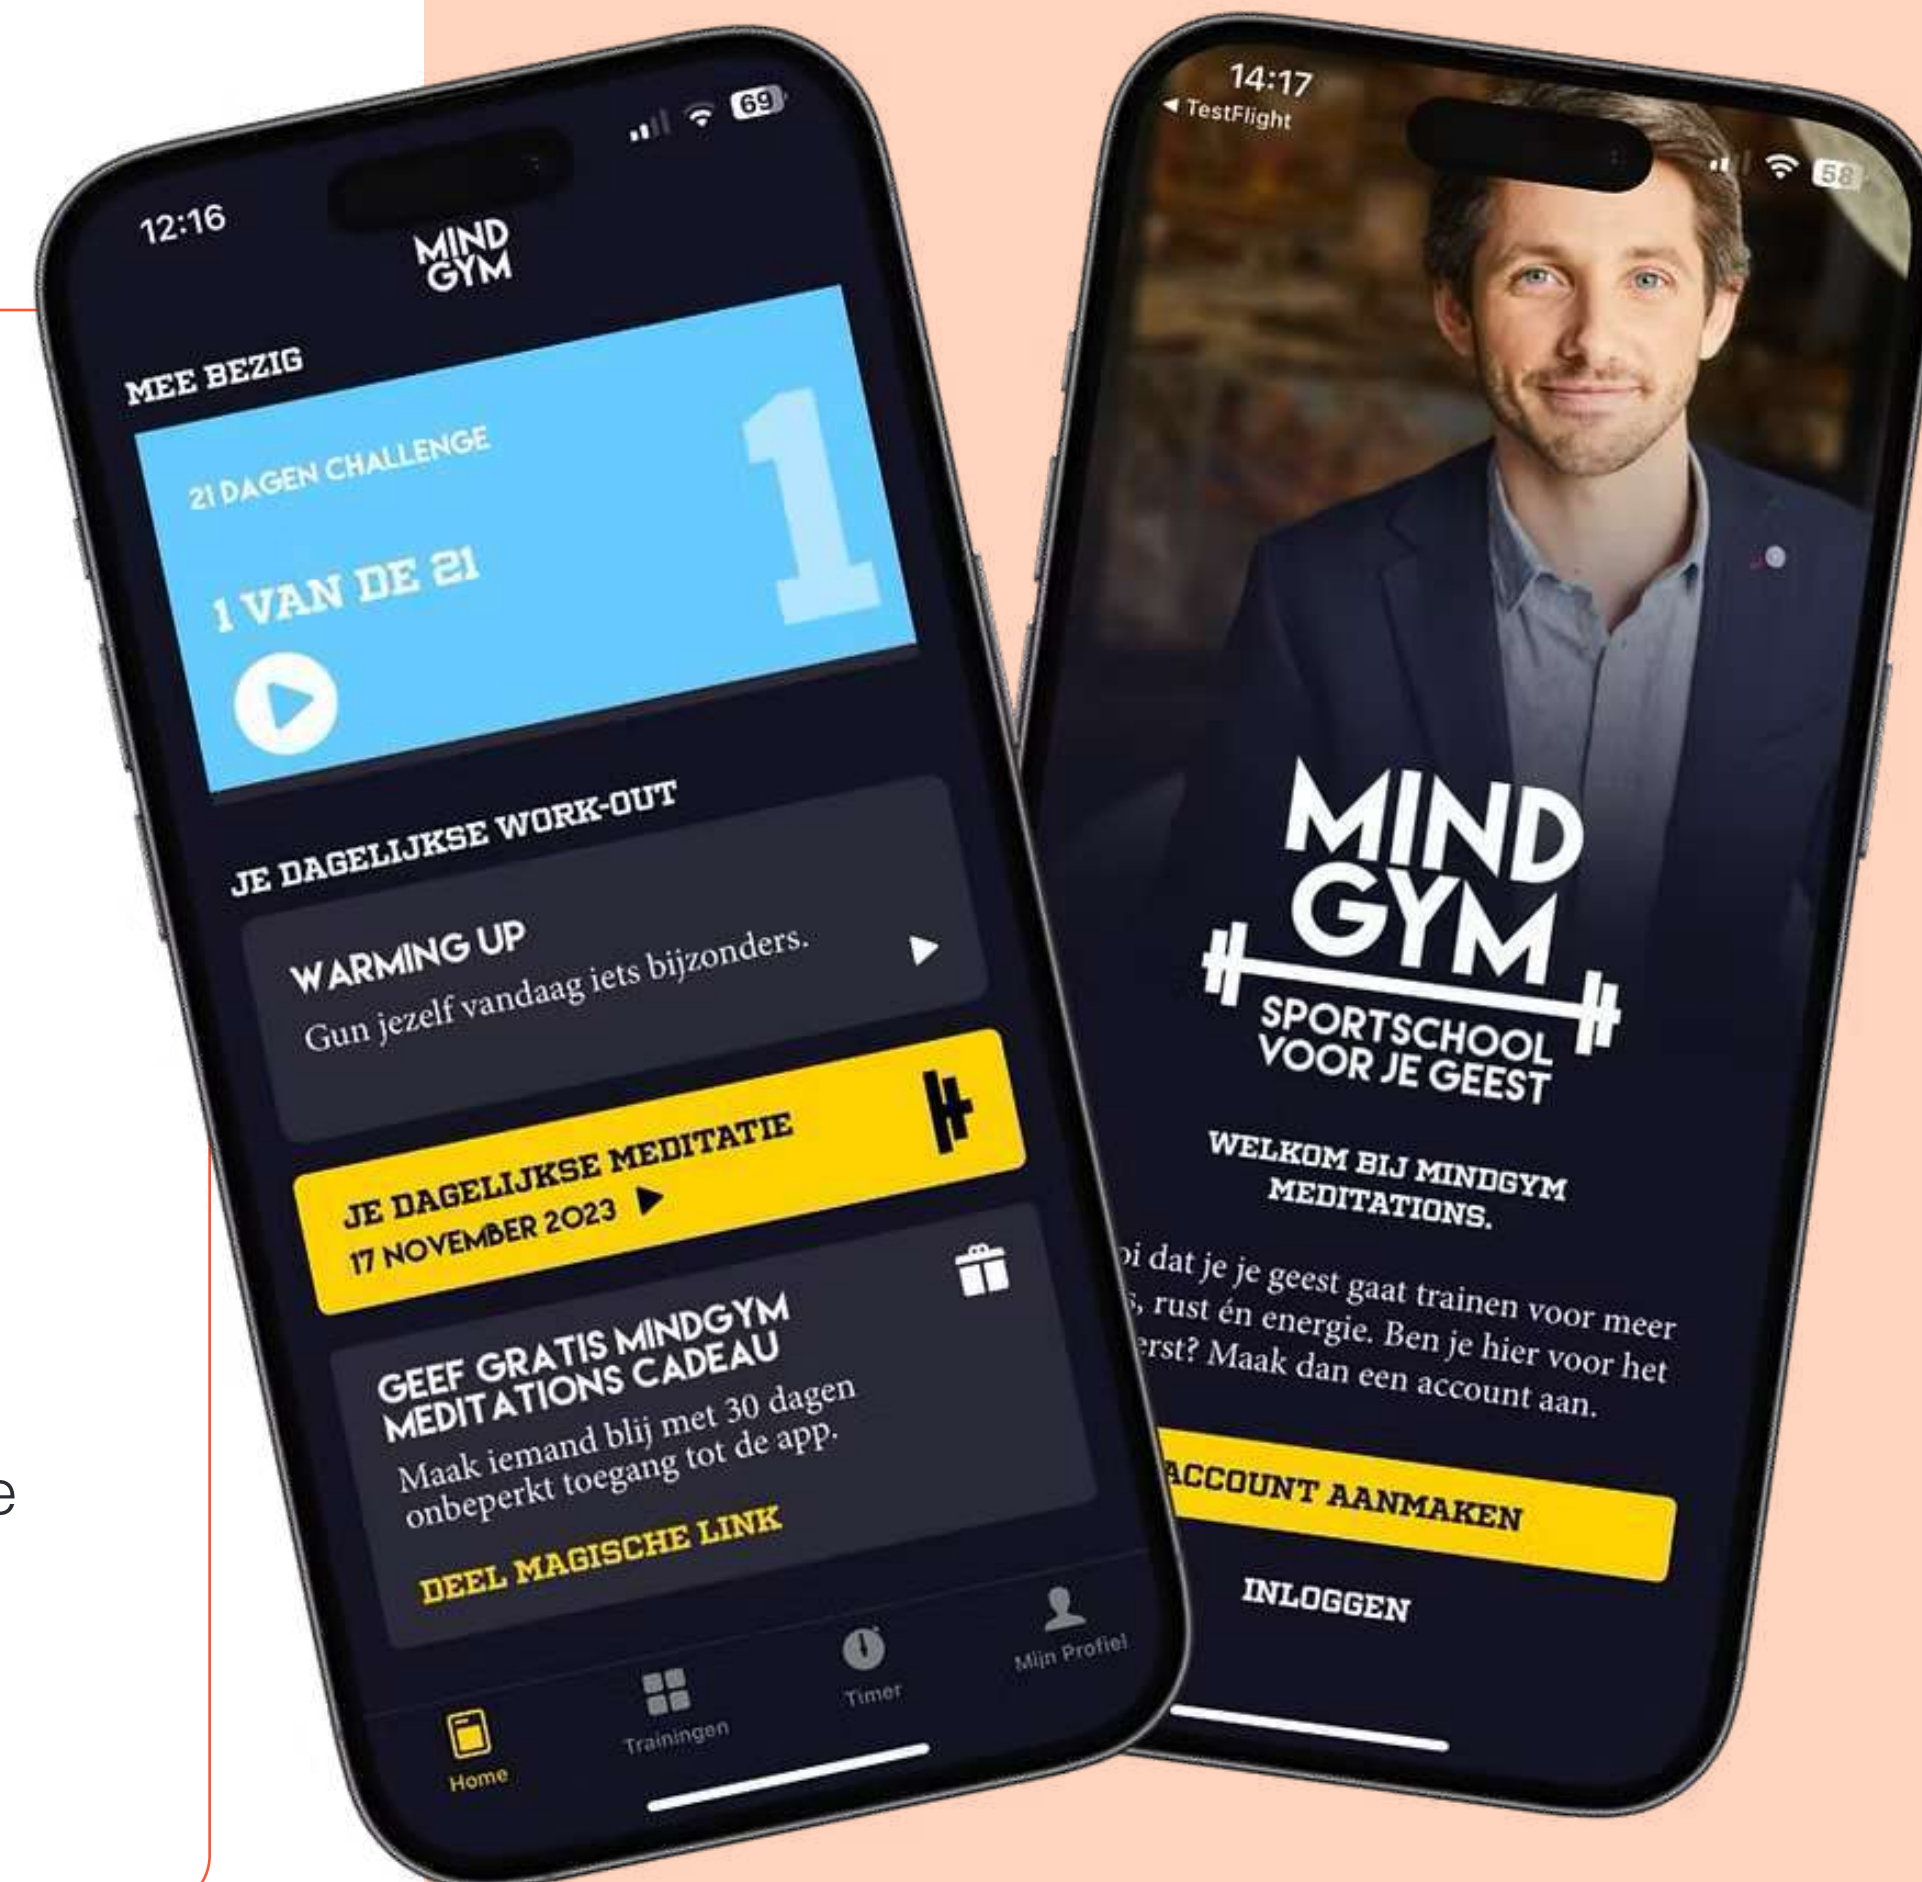 12:16
69
MIND
GYM
MEE BEZIG
21 DAGEN CHALLENGE
1
1 VAN DE 21
JE DAGELIJKSE WORK-OUT
WARMING UP
Gun jezelf vandaag iets bijzonders.
JE DAGELIJKSE MEDITATIE
17 NOVEMBER 2023
GEEF GRATIS MINDGYM
MEDITATIONS CADEAU
Maak iemand blij met 30 dagen
onbeperkt toegang tot de app.
DEEL MAGISCHE LINK
Home
Trainingen
Timer
Mijn Profiel
14:17
TestFlight
58
MIND
GYM
SPORTSCHOOL
VOOR JE GEEST
WELKOM BIJ MINDGYM
MEDITATIONS.
dat je je geest gaat trainen voor meer
rust én energie. Ben je hier voor het
Maak dan een account aan.
ACCOUNT AANMAKEN
INLOGGEN
e